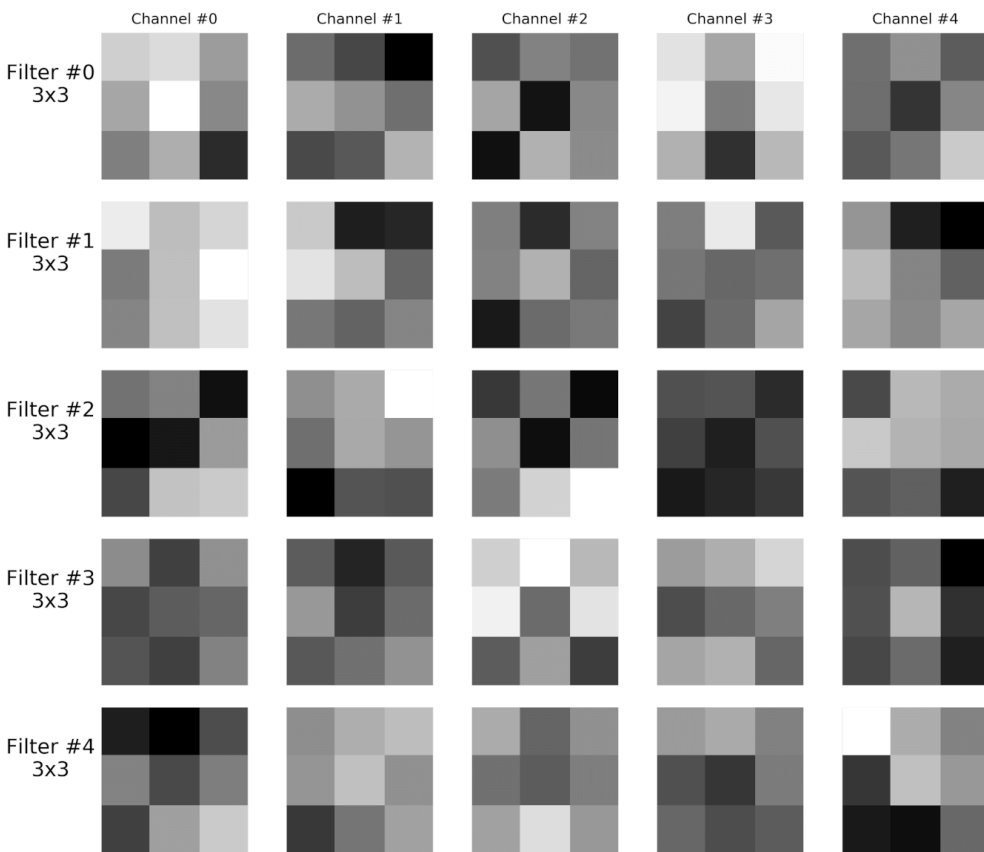 Channel #0 Channel #1 Channel #2 Channel #3 Channel #4
Filter #0
3x3
Filter #1
3x3
Filter #2
3x3
Filter #3
3x3
Filter #4
3x3